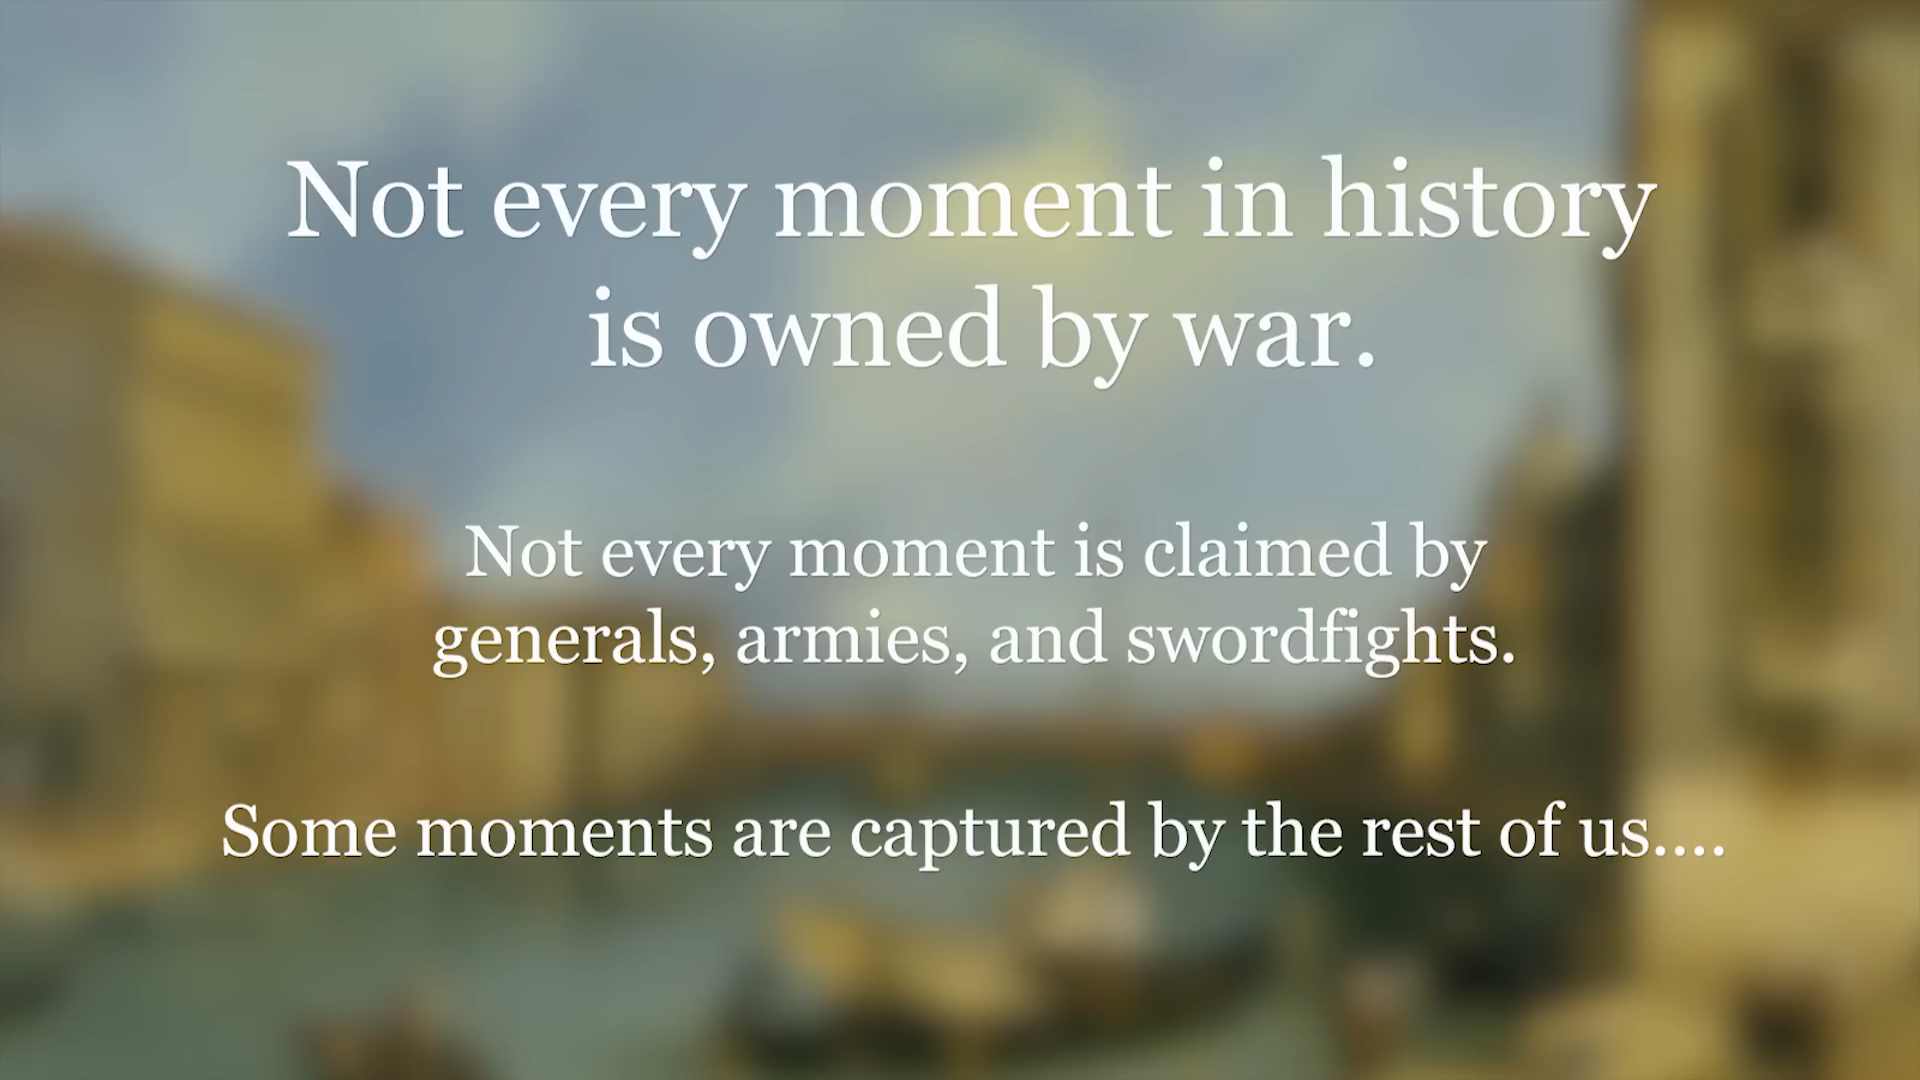 Not every moment in history
is owned by war.
Not every moment is claimed by
generals, armies, and swordfights.
Some moments are captured by the rest of us....